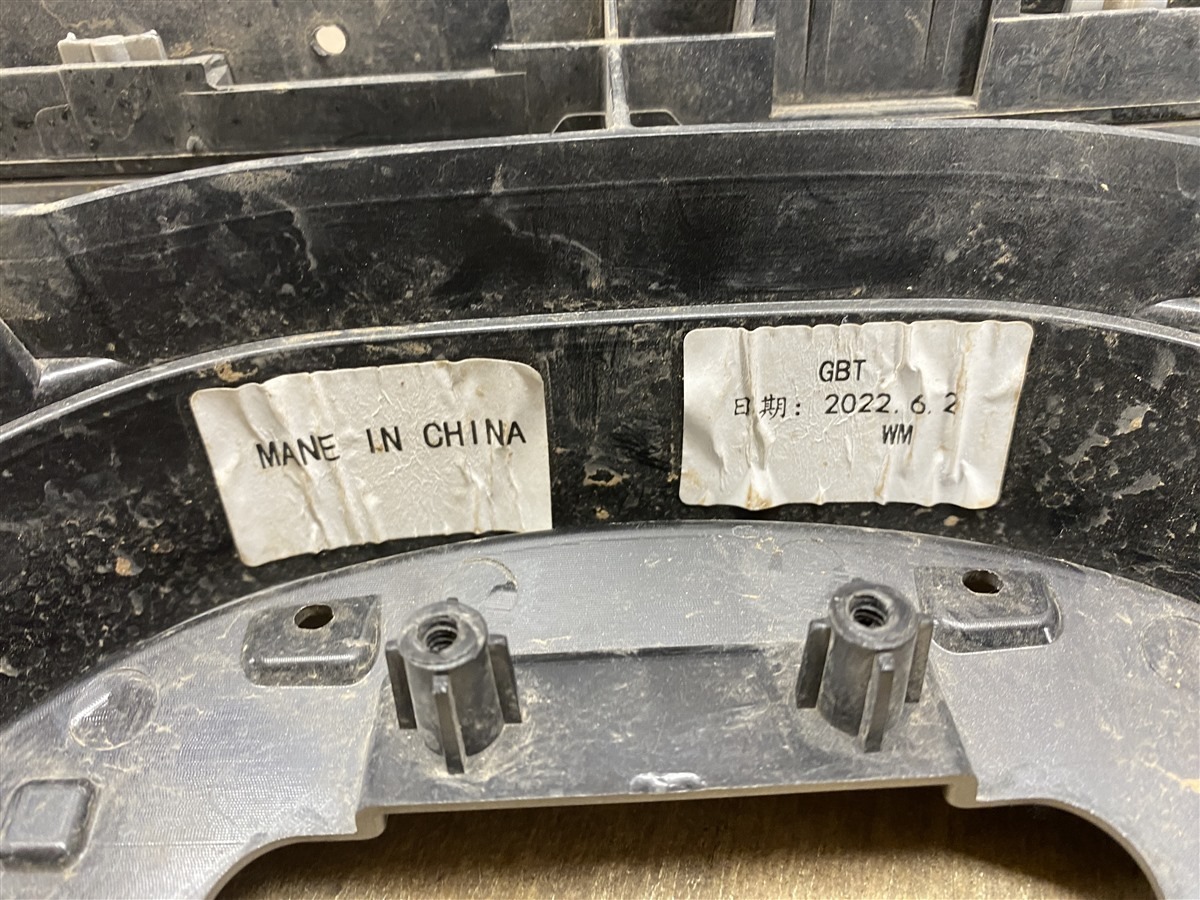 MANE IN CHINA
GBT
日期: 2022.6.2
WM